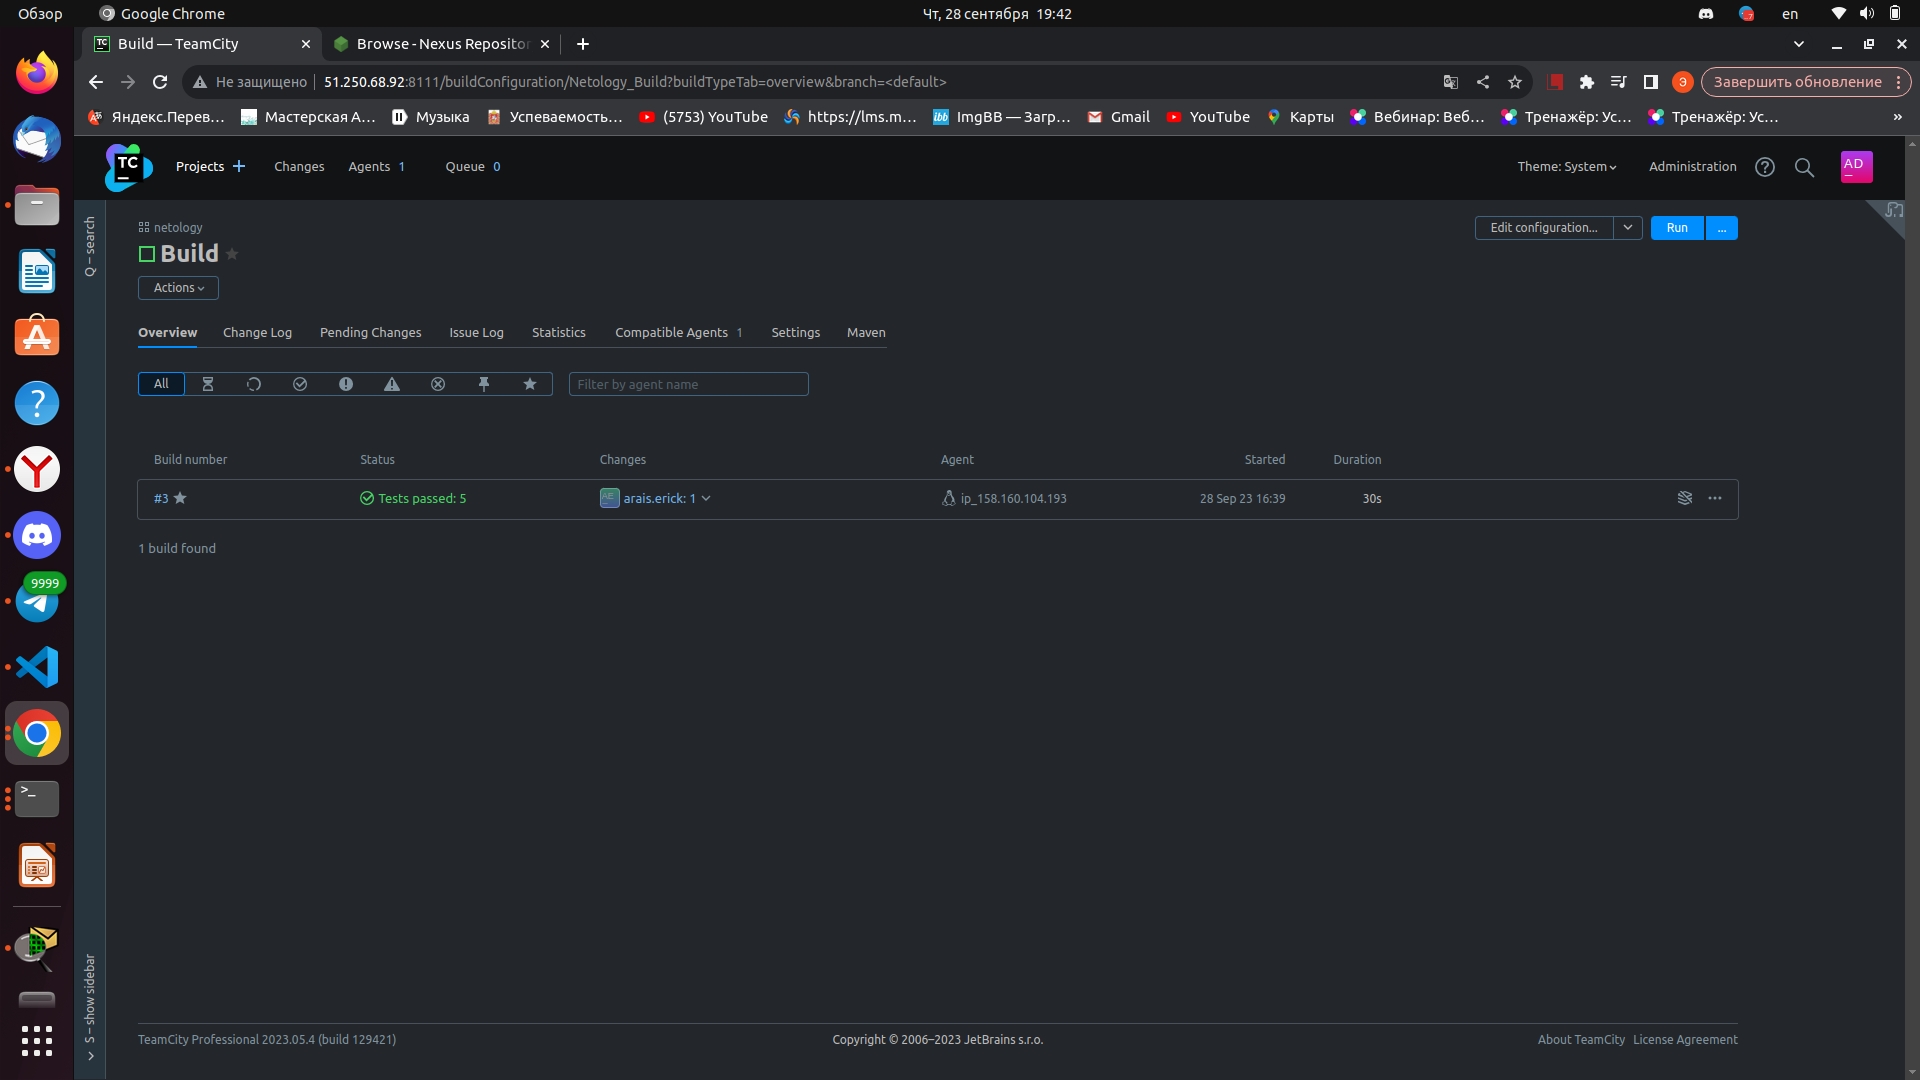 Обзор
Google Chrome
Чт, 28 сентября 19:42
en
Build — TeamCity
Browse - Nexus Repositor
Не защищено
51.250.68.92:8111/buildConfiguration/Netology_Build?buildTypeTab=overview&branch=<default>
Э
Завершить обновление
Яндекс.Перев...
Мастерская А...
Музыка
Успеваемость...
(5753) YouTube
https://lms.m...
ImgBB — Загр...
Gmail
YouTube
Карты
Вебинар: Веб...
Тренажёр: Ус...
Тренажёр: Ус...
»
TC
Projects
Changes
Agents 1
Queue 0
Theme: System
Administration
AD
Q – search
netology
Build
Edit configuration...
Run
...
Actions
Overview
Change Log
Pending Changes
Issue Log
Statistics
Compatible Agents 1
Settings
Maven
All
Filter by agent name
Build number
Status
Changes
Agent
Started
Duration
#3
Tests passed: 5
AE
arais.erick: 1
ip_158.160.104.193
28 Sep 23 16:39
30s
1 build found
9999
S – show sidebar
TeamCity Professional 2023.05.4 (build 129421)
Copyright © 2006–2023 JetBrains s.r.o.
About TeamCity
License Agreement